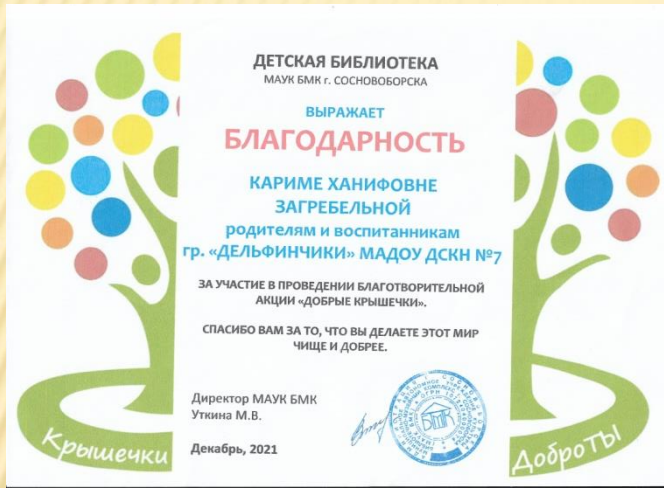 ДЕТСКАЯ БИБЛИОТЕКА
МАУК БМК г. СОСНОВОБОРСКА
ВЫРАЖАЕТ
БЛАГОДАРНОСТЬ
КАРИМЕ ХАНИФОВНЕ
ЗАГРЕБЕЛЬНОЙ
родителям и воспитанникам
гр. «ДЕЛЬФИНЧИКИ» МАДОУ ДСКН №7
ЗА УЧАСТИЕ В ПРОВЕДЕНИИ БЛАГОТВОРИТЕЛЬНОЙ
АКЦИИ «ДОБРЫЕ КРЫШЕЧКИ».
СПАСИБО ВАМ ЗА ТО, ЧТО ВЫ ДЕЛАЕТЕ ЭТОТ МИР
ЧИЩЕ И ДОБРЕЕ.
Директор МАУК БМК
Уткина М.В.
БМК
Декабрь, 2021
Крышечки
ДоброТЫ